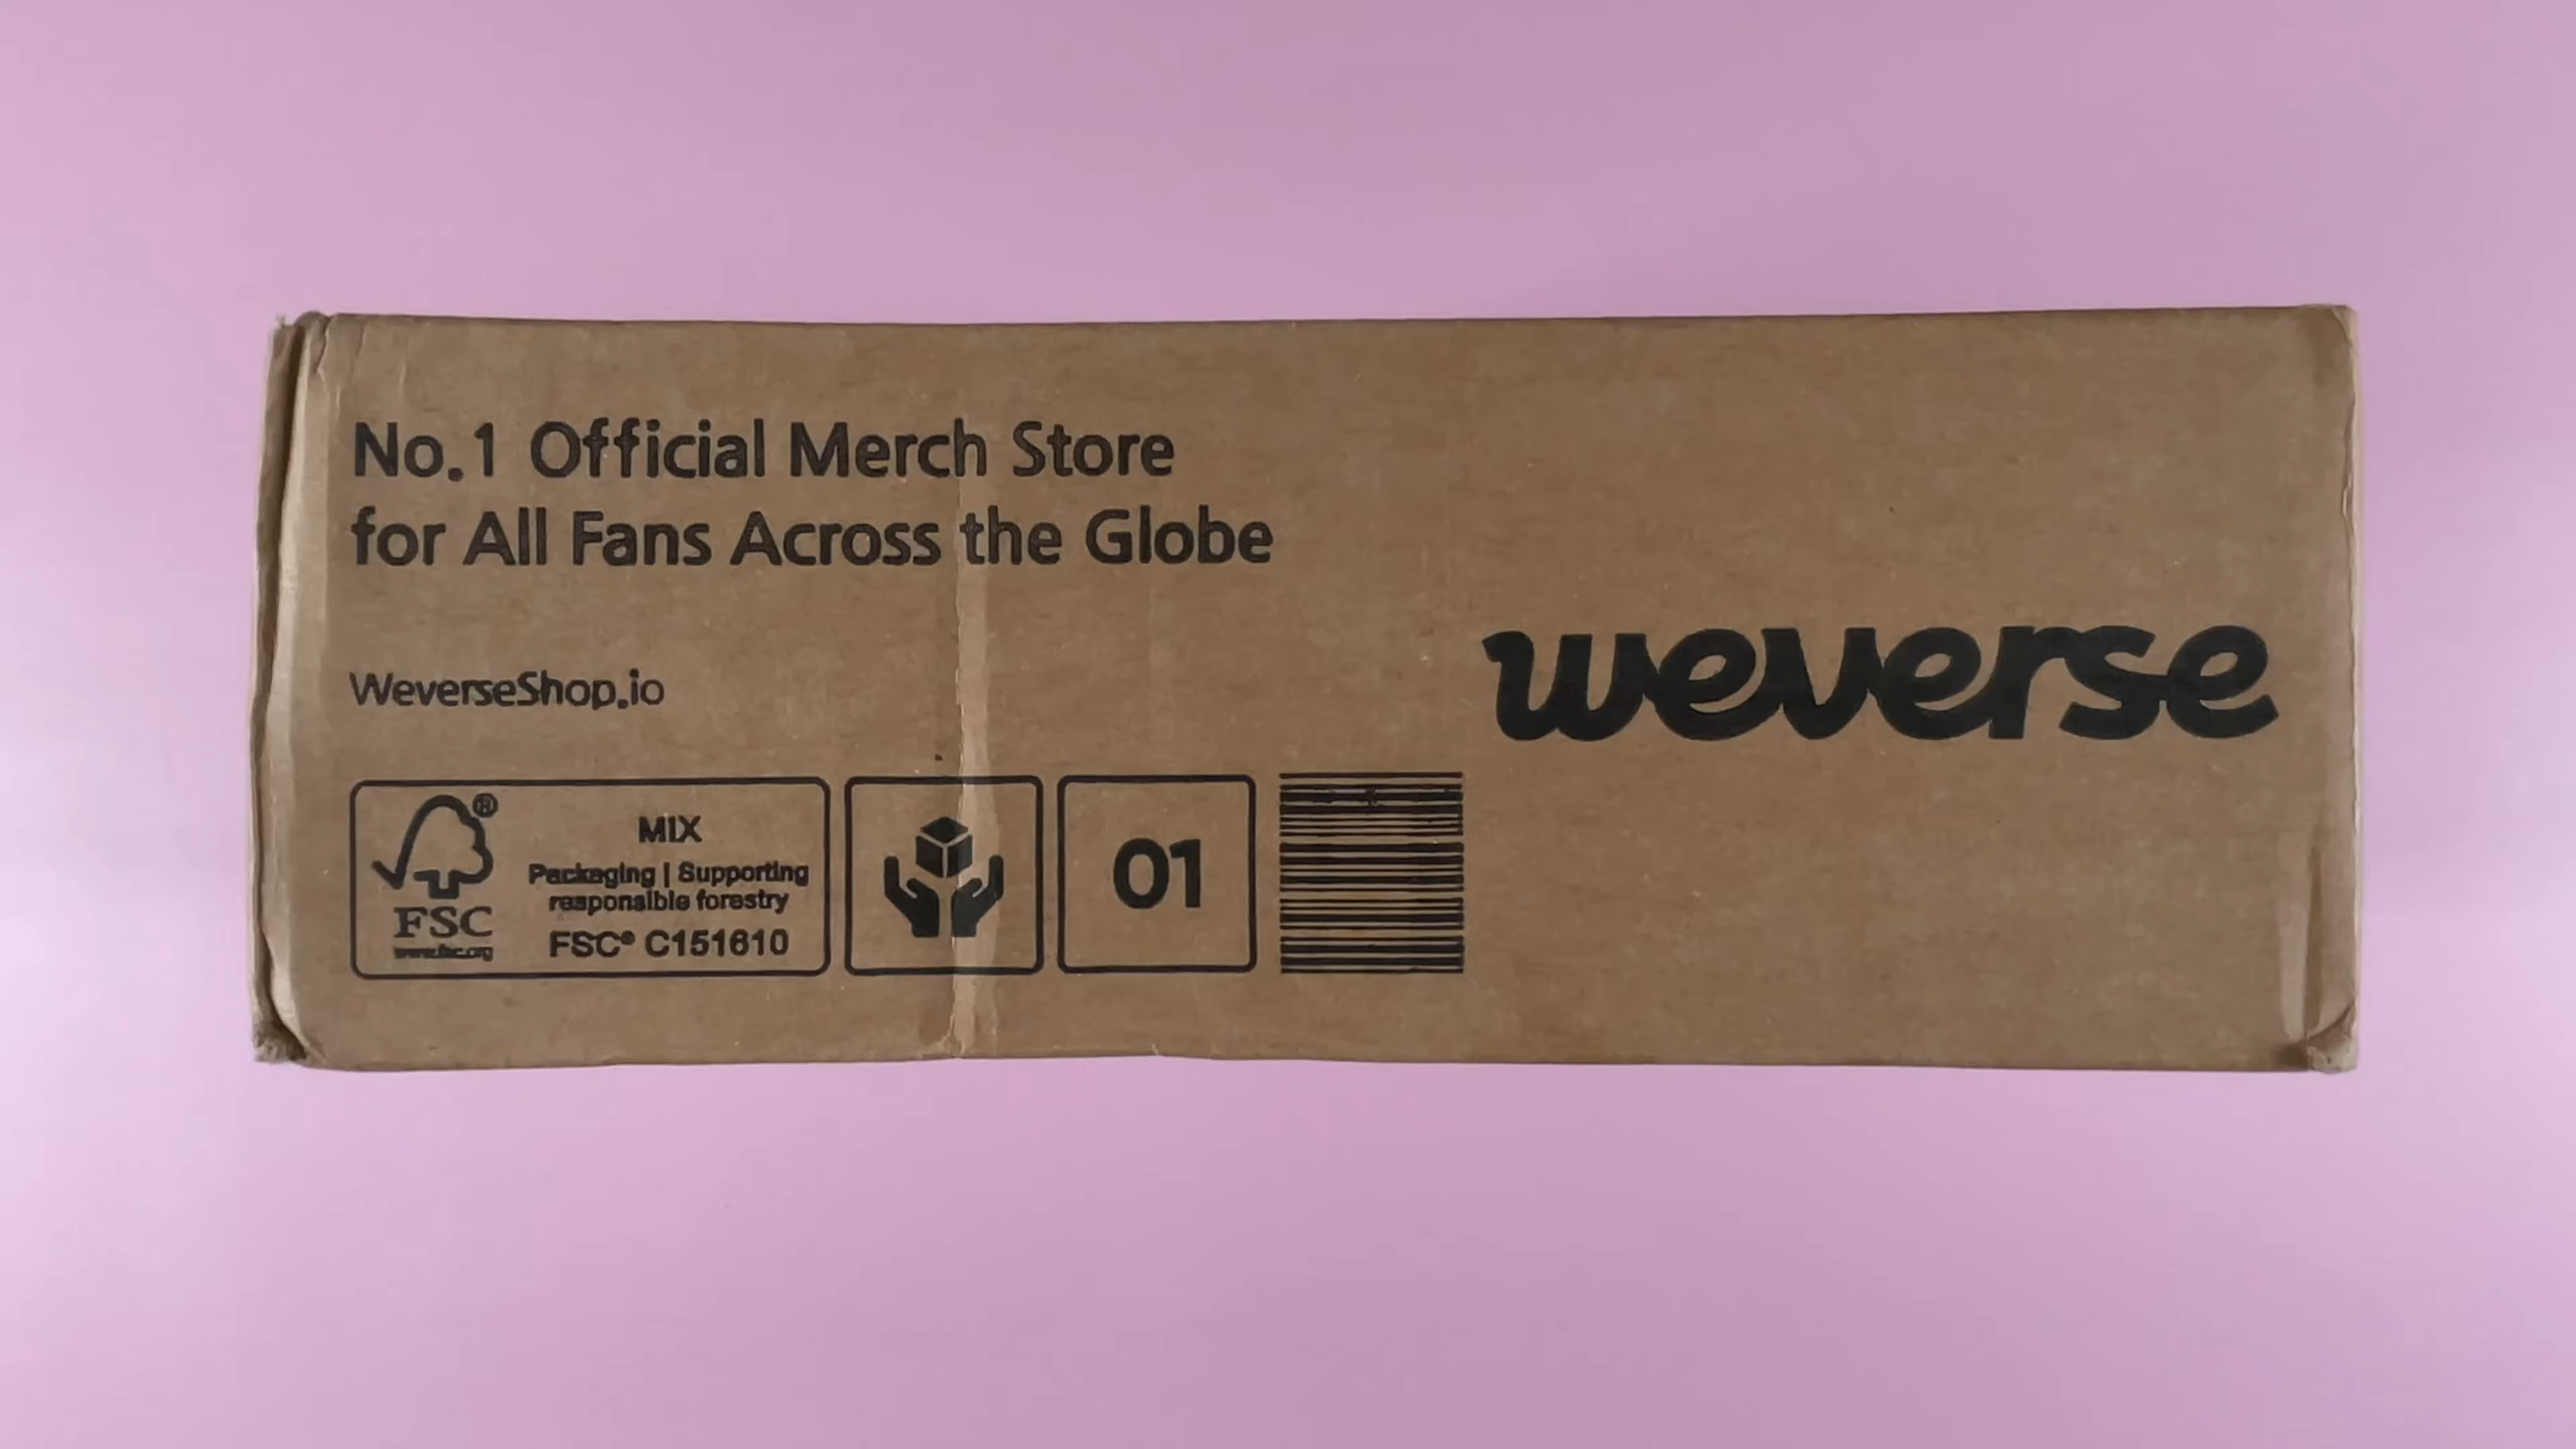 No.1 Official Merch Store
for All Fans Across the Globe
WeverseShop.io
weverse
®
FSC
www.fsc.org
MIX
Packaging | Supporting
responsible forestry
FSC® C151610
01